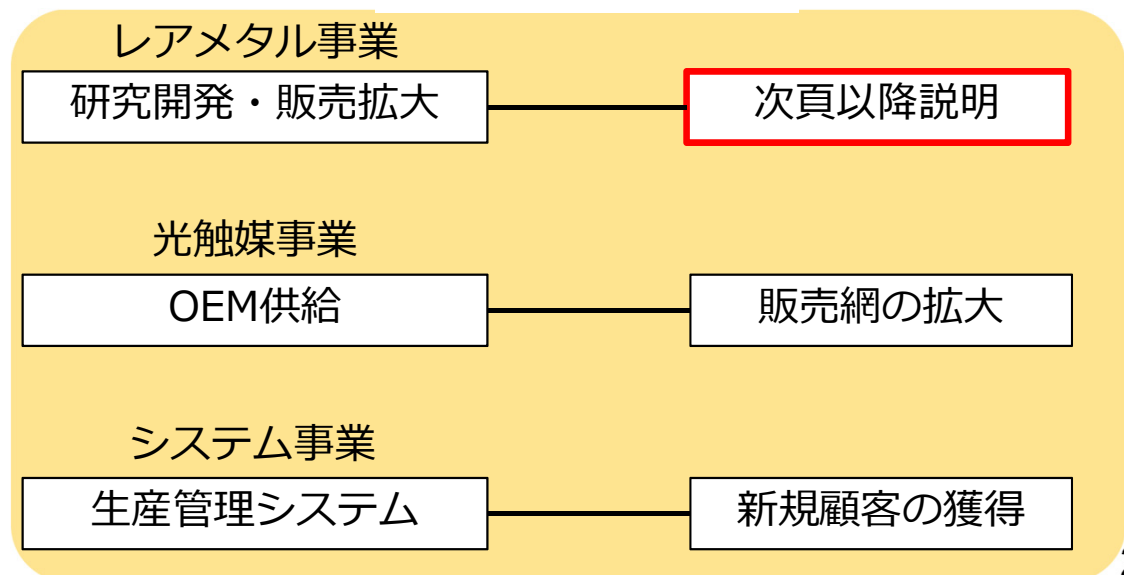 レアメタル事業
研究開発・販売拡大
次頁以降説明
光触媒事業
OEM供給
販売網の拡大
システム事業
生産管理システム
新規顧客の獲得